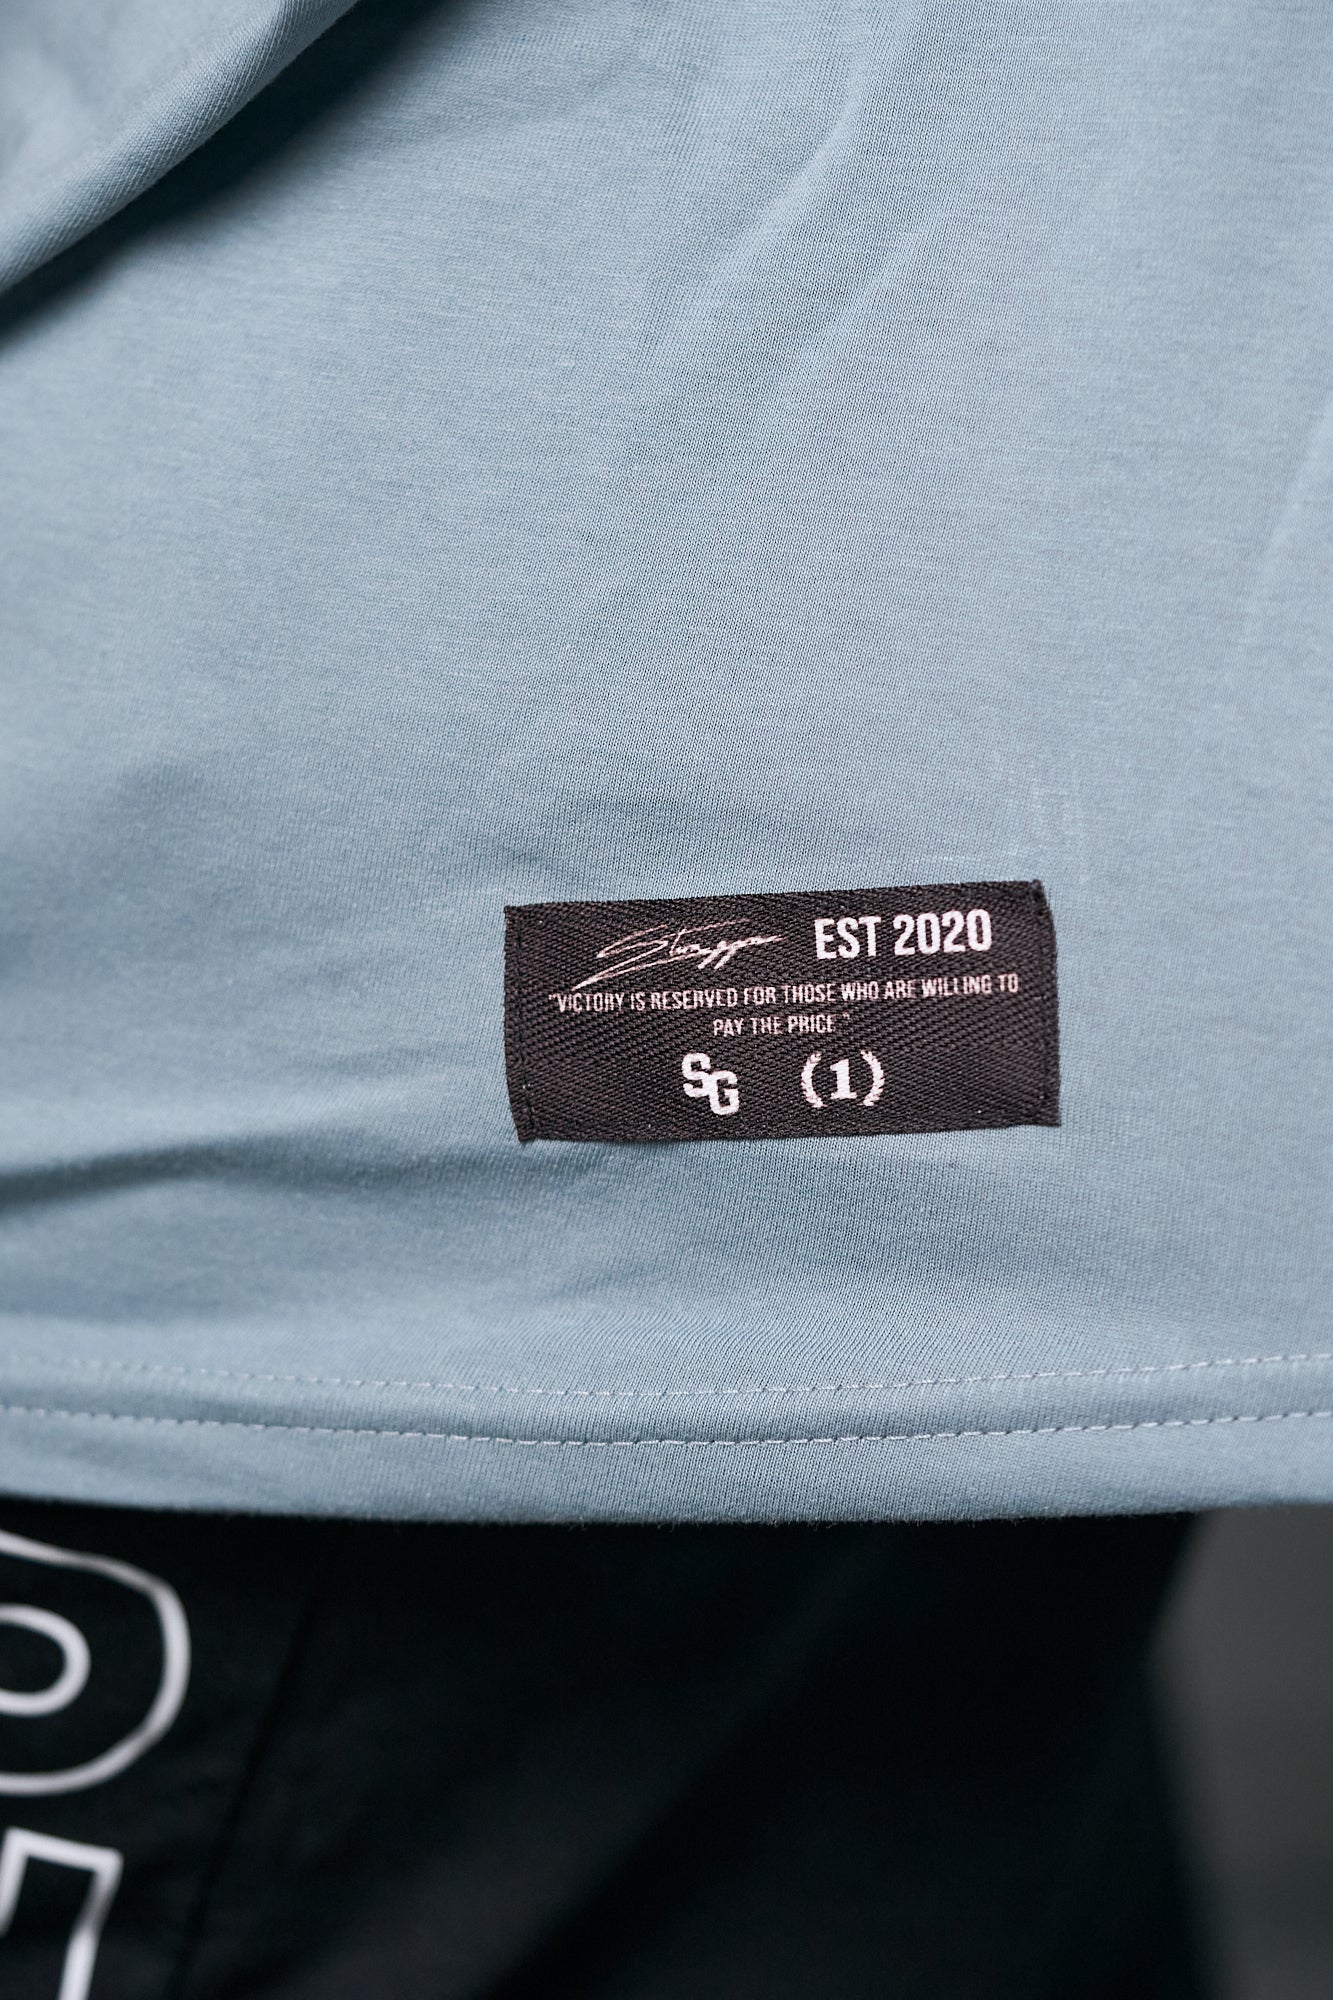 EST 2020
"VICTORY IS RESERVED FOR THOSE WHO ARE WILLING TO
PAY THE PRICE "
SG (1)